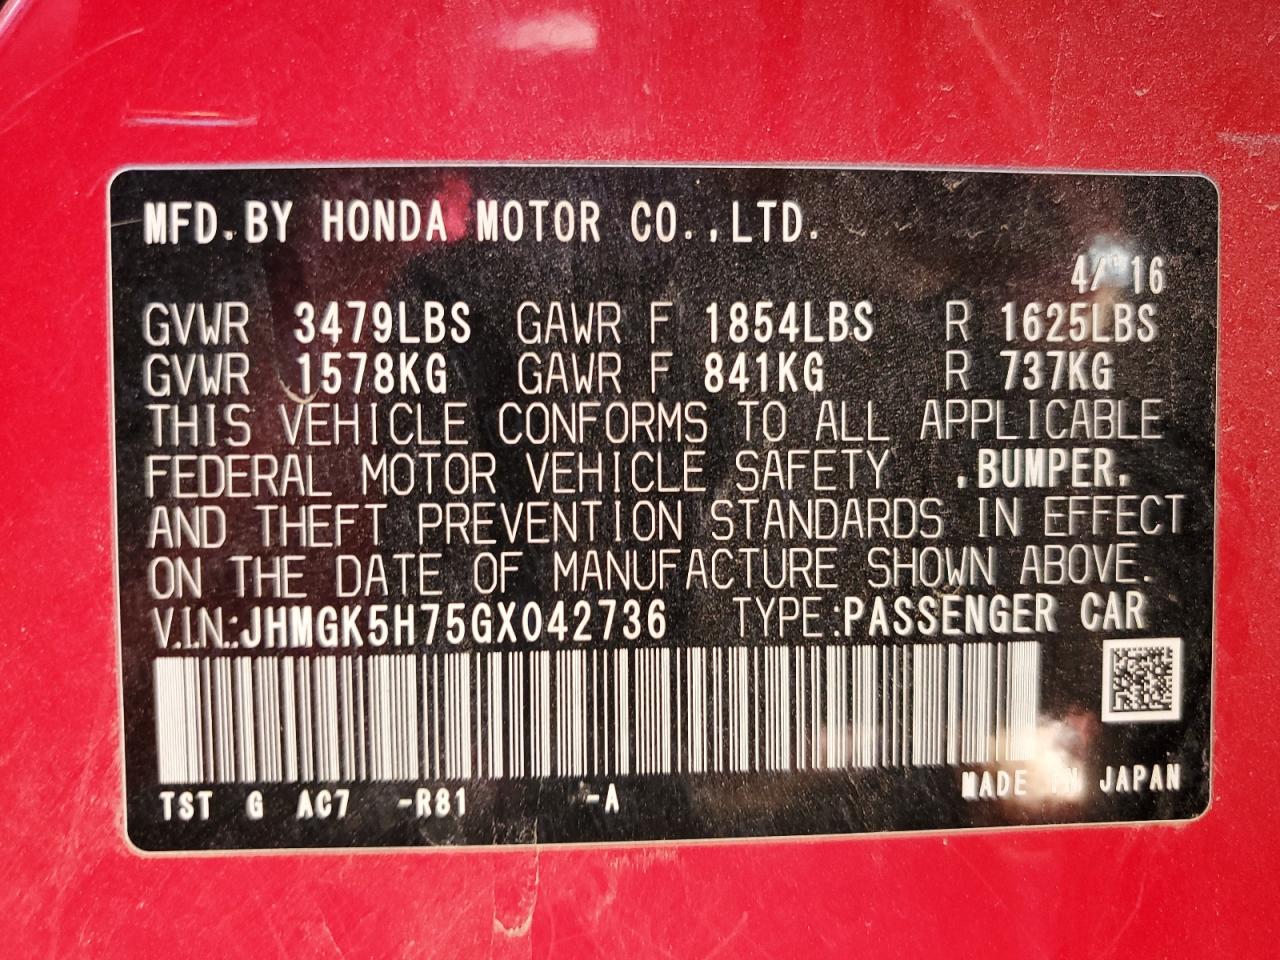 MFD.BY HONDA MOTOR CO.,LTD.
4/'16
GVWR 3479LBS GAWR F 1854LBS R 1625LBS
GVWR 1578KG GAWR F 841KG R 737KG
THIS VEHICLE CONFORMS TO ALL APPLICABLE
FEDERAL MOTOR VEHICLE SAFETY ,BUMPER,
AND THEFT PREVENTION STANDARDS IN EFFECT
ON THE DATE OF MANUFACTURE SHOWN ABOVE.
V.I.N.:JHMGK5H75GX042736 TYPE:PASSENGER CAR
TST G AC7 -R81 -A MADE IN JAPAN